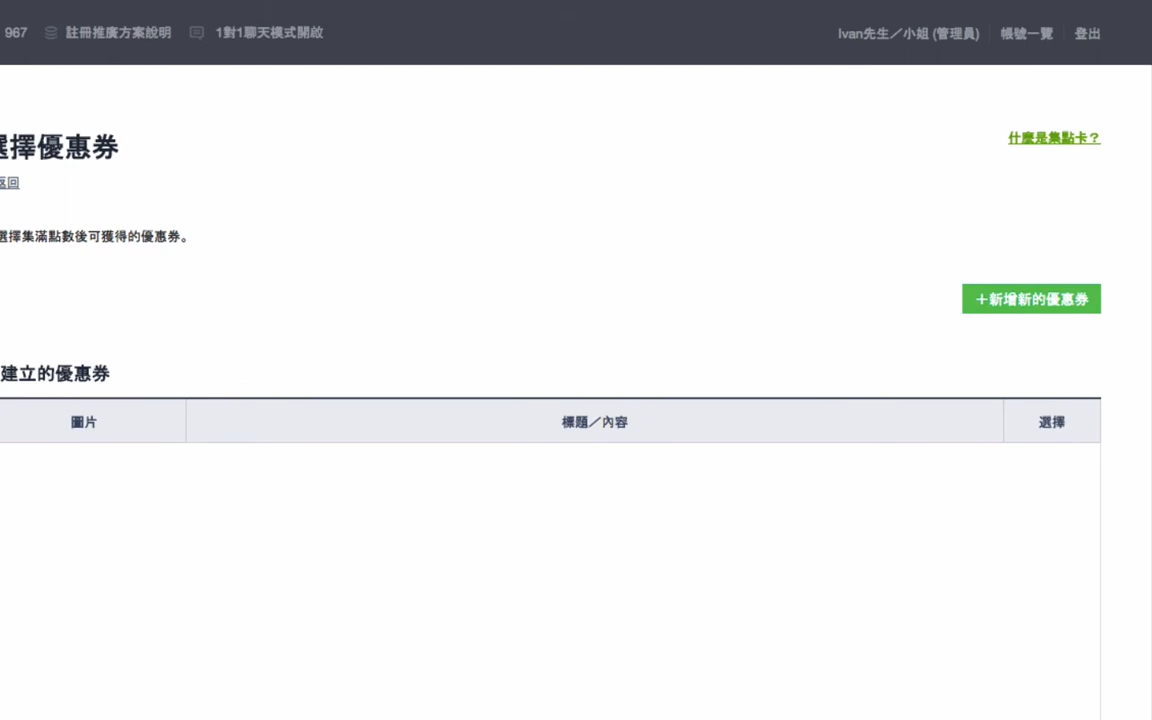 967 註冊推廣方案說明 1對1聊天模式開啟 Ivan先生／小姐 (管理員) 帳號一覽 登出
選擇優惠券
什麼是集點卡？
返回
選擇集滿點數後可獲得的優惠券。
＋新增新的優惠券
建立的優惠券
圖片 標題／內容 選擇